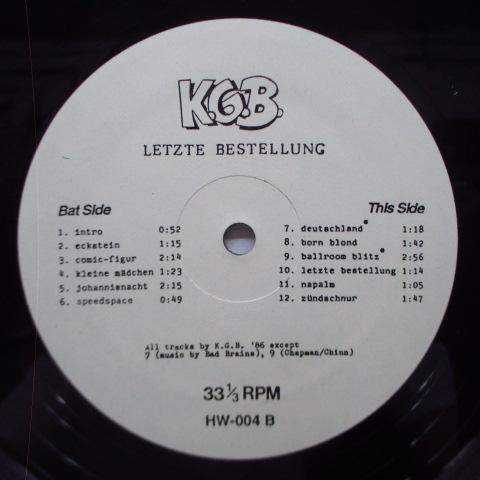 K.G.B.
LETZTE BESTELLUNG
Bat Side
1. intro 0:52
2. eckstein 1:15
3. comic-figur 2:14
4. kleine mädchen 1:23
5. johannisnacht 2:15
6. speedspace 0:49
This Side
7. deutschland* 1:18
8. born blond 1:42
9. ballroom blitz* 2:56
10. letzte bestellung 1:14
11. napalm 1:05
12. zündschnur 1:47
All tracks by K.G.B. '86 except
7 (music by Bad Brains), 9 (Chapman/Chinn)
33⅓ RPM
HW-004 B